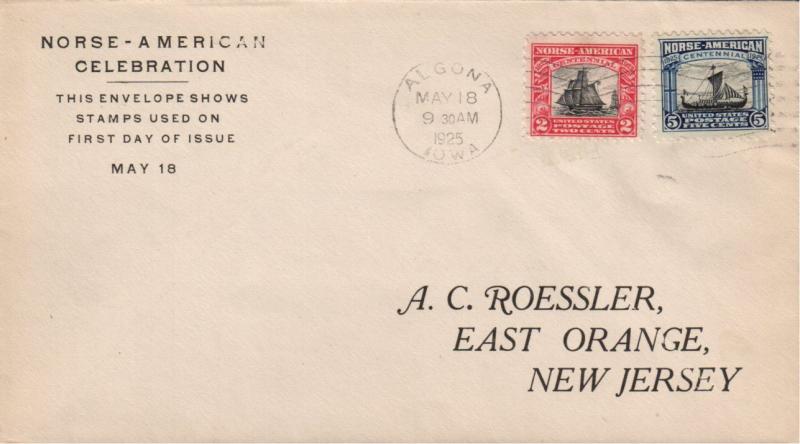 NORSE-AMERICAN
CELEBRATION
THIS ENVELOPE SHOWS
STAMPS USED ON
FIRST DAY OF ISSUE
MAY 18
ALGONA
MAY 18
9 30 AM
1925
IOWA
NORSE-AMERICAN
CENTENNIAL
2 UNITED STATES 2
POSTAGE
TWO CENTS
NORSE-AMERICAN
CENTENNIAL
5 UNITED STATES 5
POSTAGE
FIVE CENTS
A. C. ROESSLER,
EAST ORANGE,
NEW JERSEY